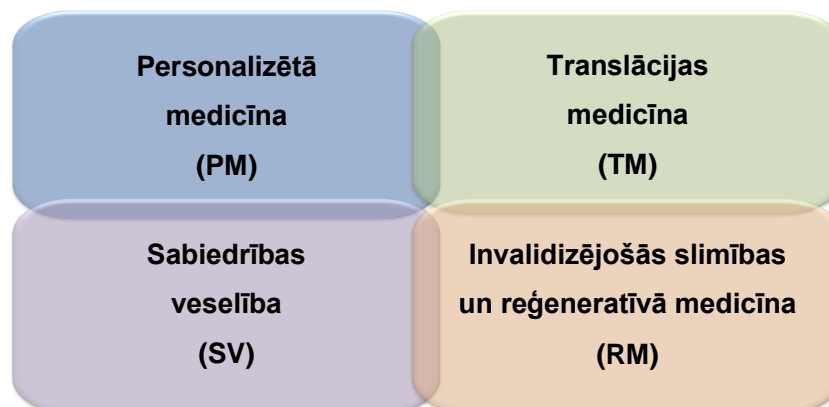 Personalizētā
medicīna
(PM)
Translācijas
medicīna
(TM)
Sabiedrības
veselība
(SV)
Invalidizējošās slimības
un reģeneratīvā medicīna
(RM)